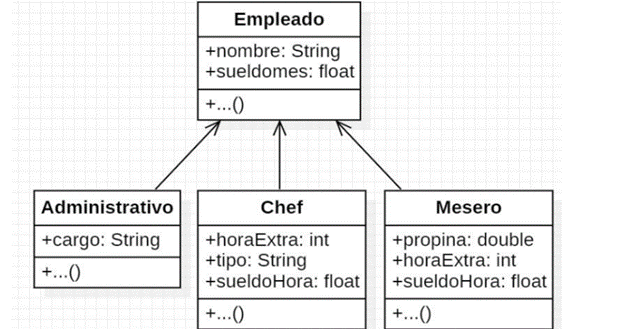 Empleado
+nombre: String
+sueldomes: float
+...()
Administrativo
+cargo: String
+...()
Chef
+horaExtra: int
+tipo: String
+sueldoHora: float
+...()
Mesero
+propina: double
+horaExtra: int
+sueldoHora: float
+...()